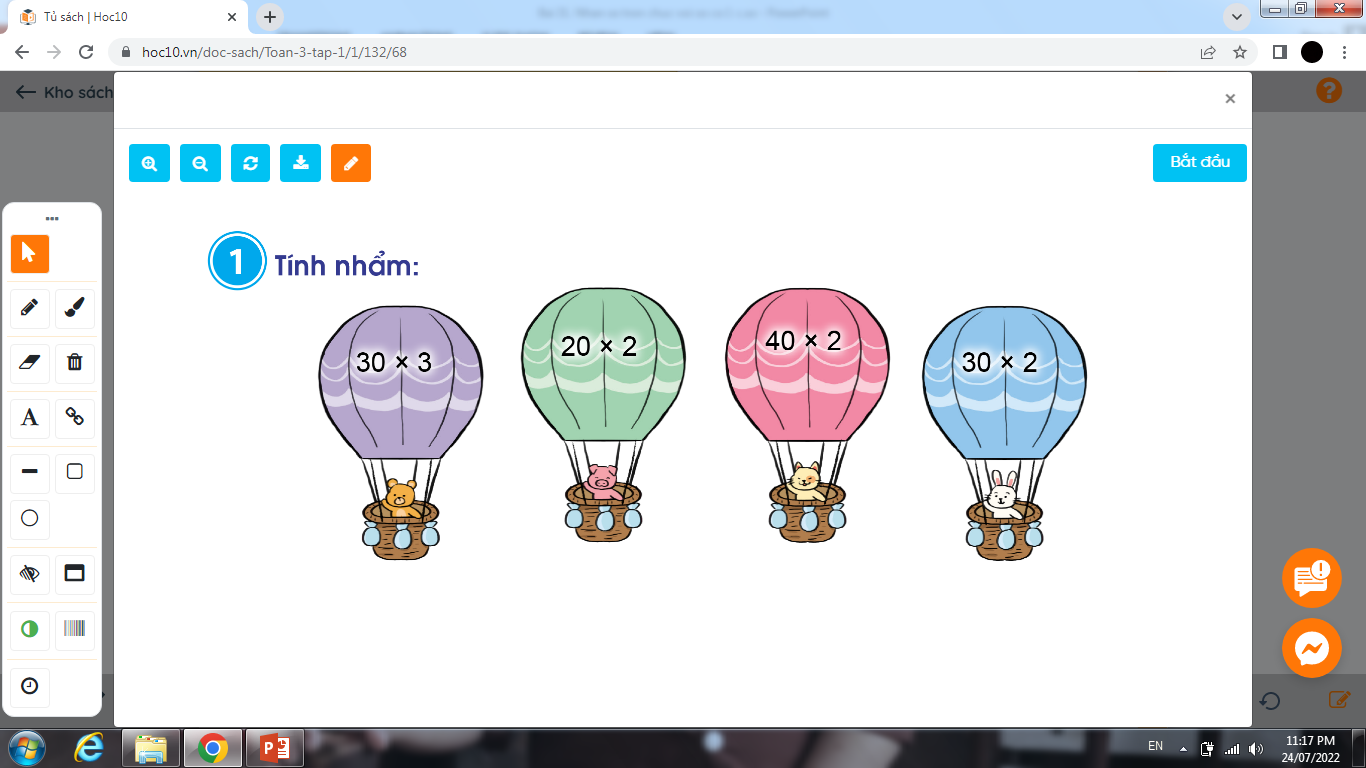 Tủ sách | Hoc10
hoc10.vn/doc-sach/Toan-3-tap-1/1/132/68
Kho sách
Bắt đầu
1 Tính nhẩm:
30 × 3
20 × 2
40 × 2
30 × 2
A
EN
11:17 PM
24/07/2022